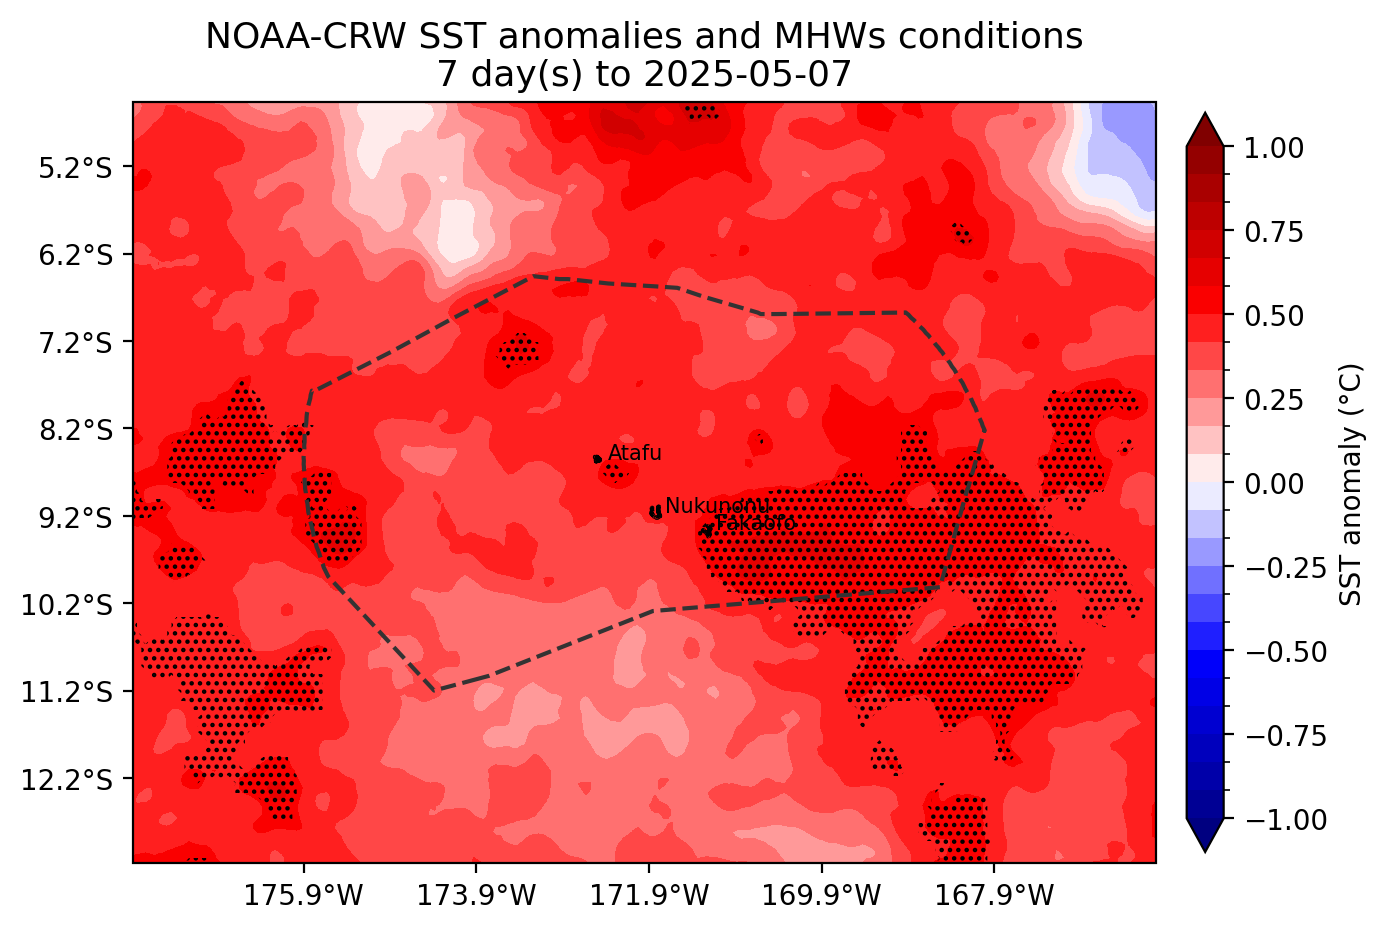 NOAA-CRW SST anomalies and MHWs conditions
7 day(s) to 2025-05-07
5.2°S
6.2°S
7.2°S
8.2°S
9.2°S
10.2°S
11.2°S
12.2°S
Atafu
Nukunonu
Fakaofo
175.9°W
173.9°W
171.9°W
169.9°W
167.9°W
1.00
0.75
0.50
0.25
0.00
−0.25
−0.50
−0.75
−1.00
SST anomaly (°C)